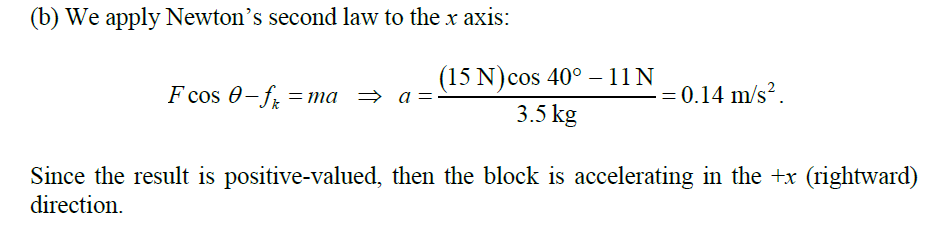 (b) We apply Newton’s second law to the x axis:
F cos θ − fₖ = ma ⇒ a = (15 N) cos 40° − 11 N / 3.5 kg = 0.14 m/s².
Since the result is positive-valued, then the block is accelerating in the +x (rightward)
direction.